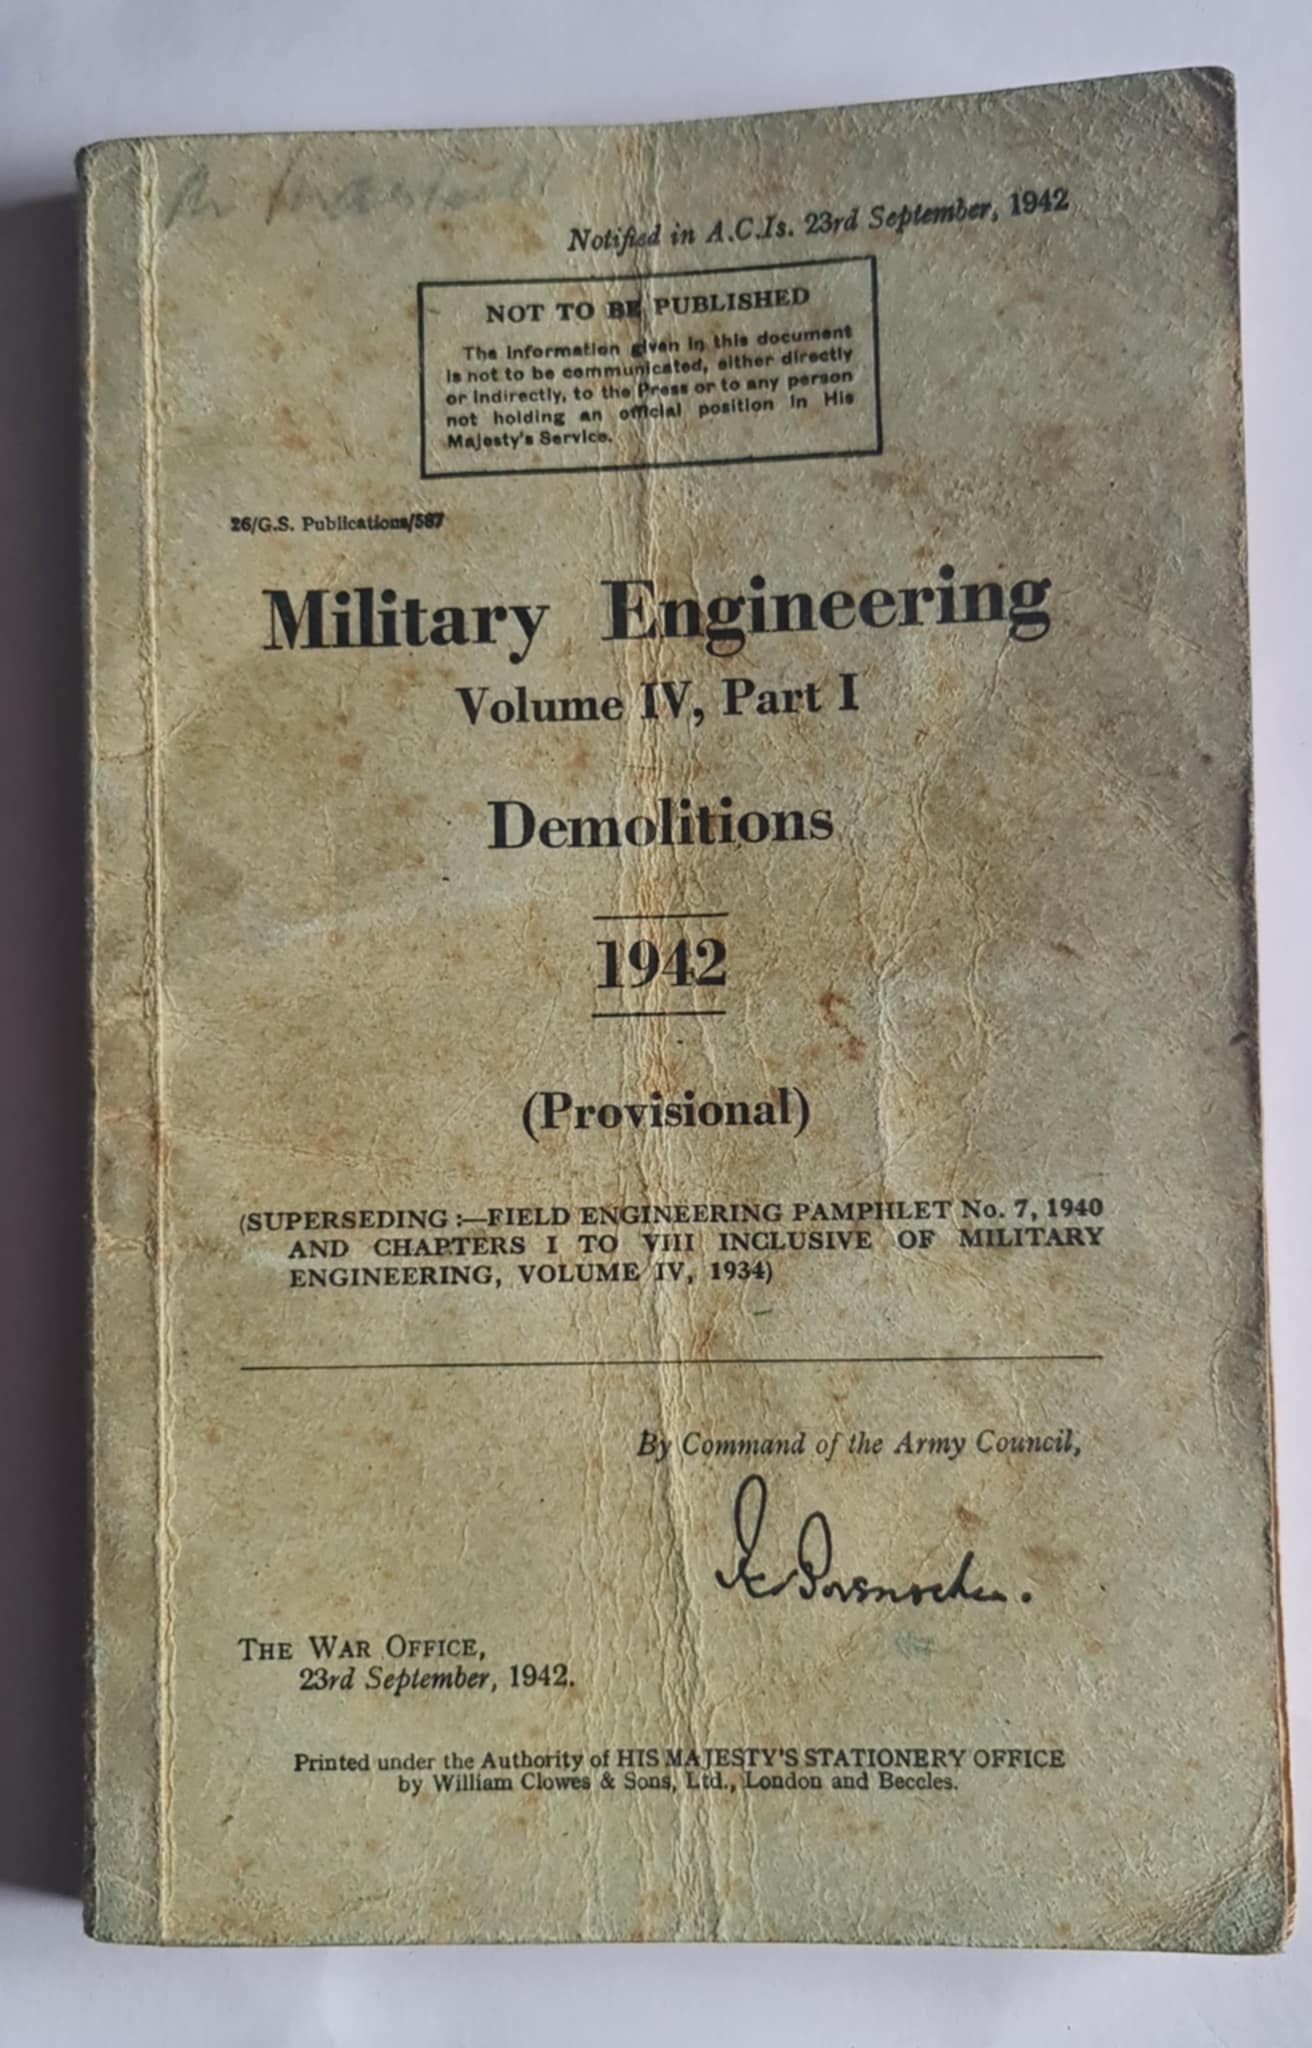 Notified in A.C.Is. 23rd September, 1942
NOT TO BE PUBLISHED
The information given in this document
is not to be communicated, either directly
or indirectly, to the Press or to any person
not holding an official position in His
Majesty's Service.
26/G.S. Publications/587
Military Engineering
Volume IV, Part I
Demolitions
1942
(Provisional)
(SUPERSEDING :—FIELD ENGINEERING PAMPHLET No. 7, 1940
AND CHAPTERS I TO VIII INCLUSIVE OF MILITARY
ENGINEERING, VOLUME IV, 1934)
By Command of the Army Council,
THE WAR OFFICE,
23rd September, 1942.
Printed under the Authority of HIS MAJESTY'S STATIONERY OFFICE
by William Clowes & Sons, Ltd., London and Beccles.